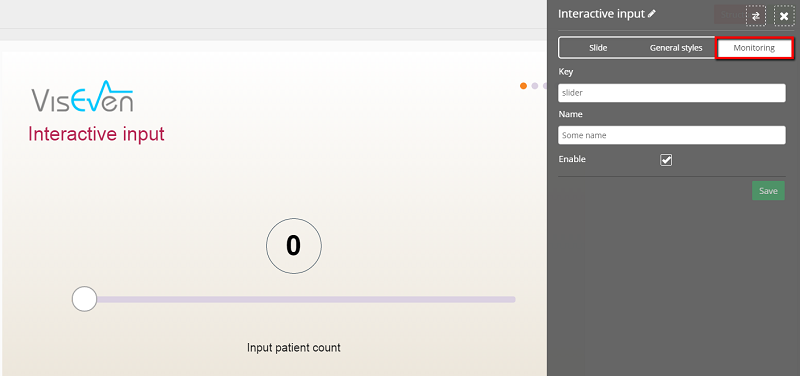 VisEven
Interactive input
0
Input patient count
Interactive input
Slide
General styles
Monitoring
Key
slider
Name
Some name
Enable
Save